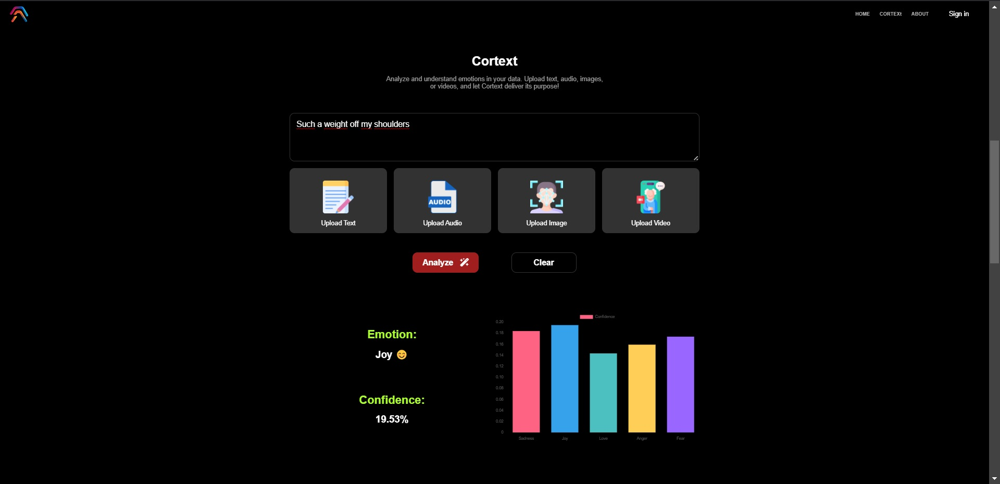 HOME CORTEXt ABOUT Sign in
Cortext
Analyze and understand emotions in your data. Upload text, audio, images,
or videos, and let Cortext deliver its purpose!
Such a weight off my shoulders
AUDIO
Upload Text Upload Audio Upload Image Upload Video
Analyze Clear
Emotion:
Joy 😊
Confidence:
19.53%
Confidence
0.20
0.18
0.16
0.14
0.12
0.10
0.08
0.06
0.04
0.02
0
Sadness Joy Love Anger Fear